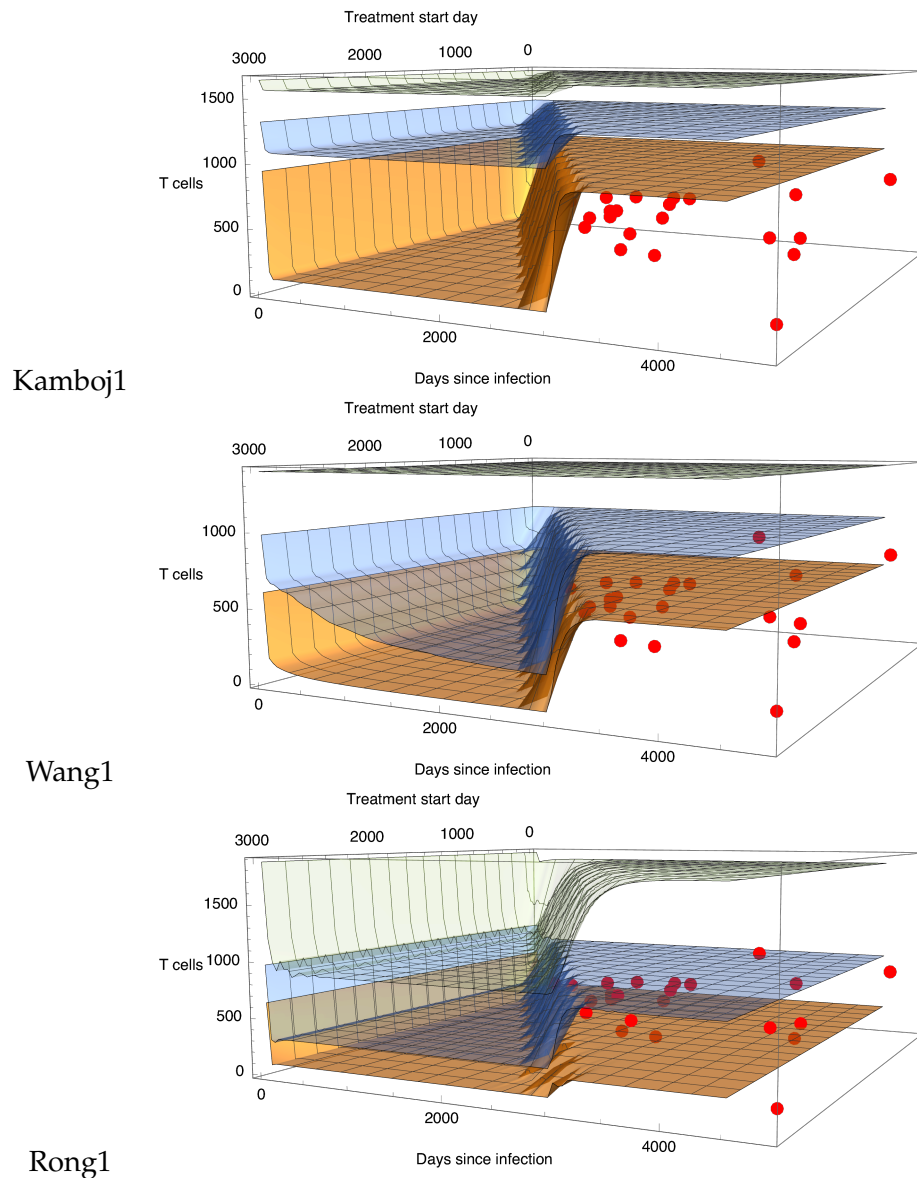 Treatment start day
3000 2000 1000 0
1500
1000
T cells
500
0
0
2000
4000
Days since infection
Kamboj1
Treatment start day
3000 2000 1000 0
1000
T cells
500
0
0
2000
4000
Days since infection
Wang1
Treatment start day
3000 2000 1000 0
1500
T cells 1000
500
0
0
2000
4000
Days since infection
Rong1